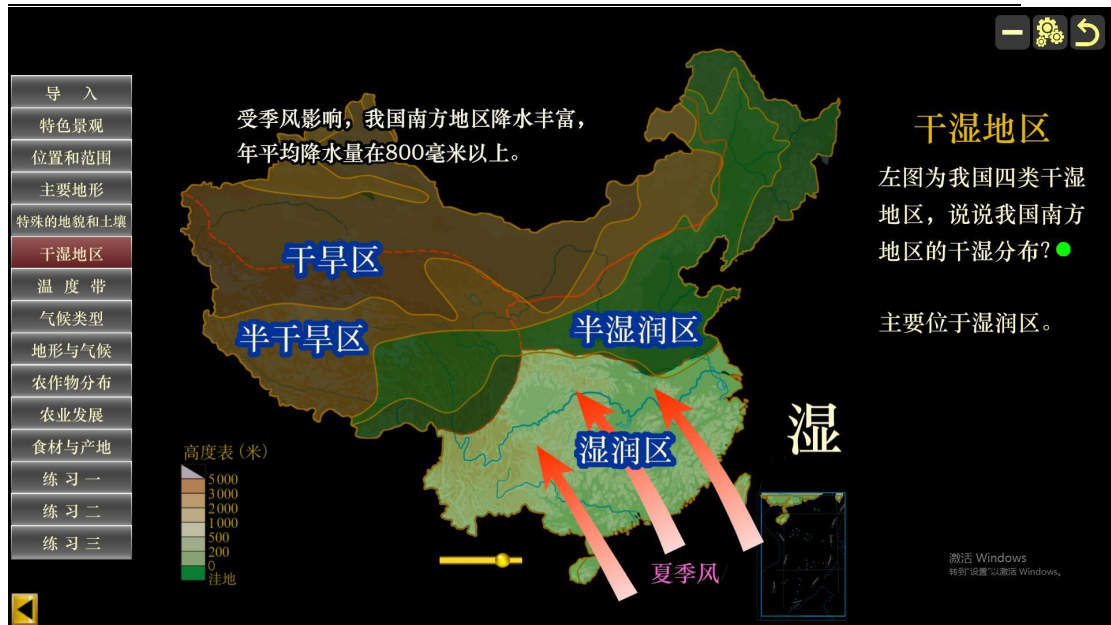 导 入
特色景观
位置和范围
主要地形
特殊的地貌和土壤
干湿地区
温 度 带
气候类型
地形与气候
农作物分布
农业发展
食材与产地
练 习 一
练 习 二
练 习 三
受季风影响，我国南方地区降水丰富，
年平均降水量在800毫米以上。
干旱区
半干旱区
半湿润区
湿润区
夏季风
湿
高度表(米)
5000
3000
2000
1000
500
200
0
洼地
干湿地区
左图为我国四类干湿
地区，说说我国南方
地区的干湿分布?
主要位于湿润区。
激活 Windows
转到"设置"以激活 Windows。